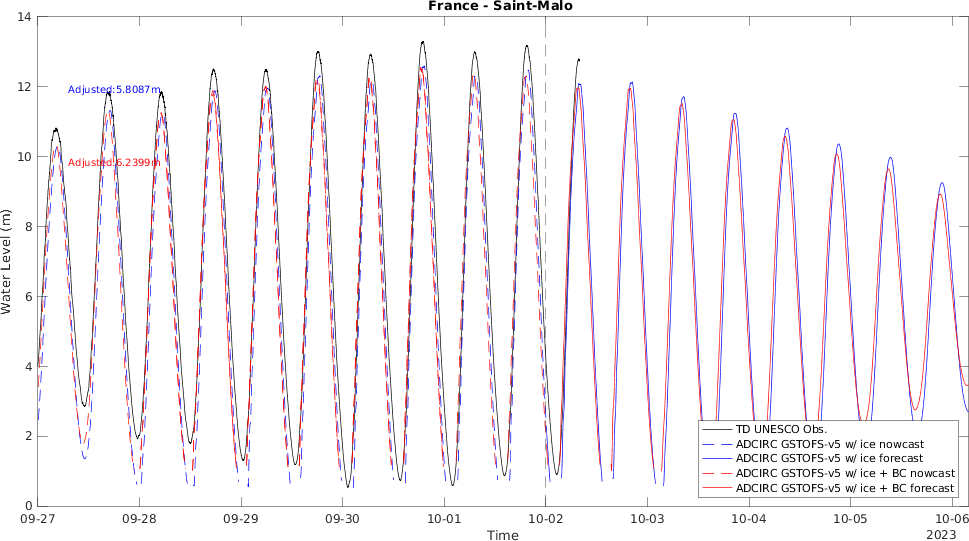 France - Saint-Malo
14
12
10
8
6
4
2
0
Water Level (m)
Adjusted:5.8087m
Adjusted:6.2399m
TD UNESCO Obs.
ADCIRC GSTOFS-v5 w/ ice nowcast
ADCIRC GSTOFS-v5 w/ ice forecast
ADCIRC GSTOFS-v5 w/ ice + BC nowcast
ADCIRC GSTOFS-v5 w/ ice + BC forecast
09-27 09-28 09-29 09-30 10-01 10-02 10-03 10-04 10-05 10-06
Time
2023